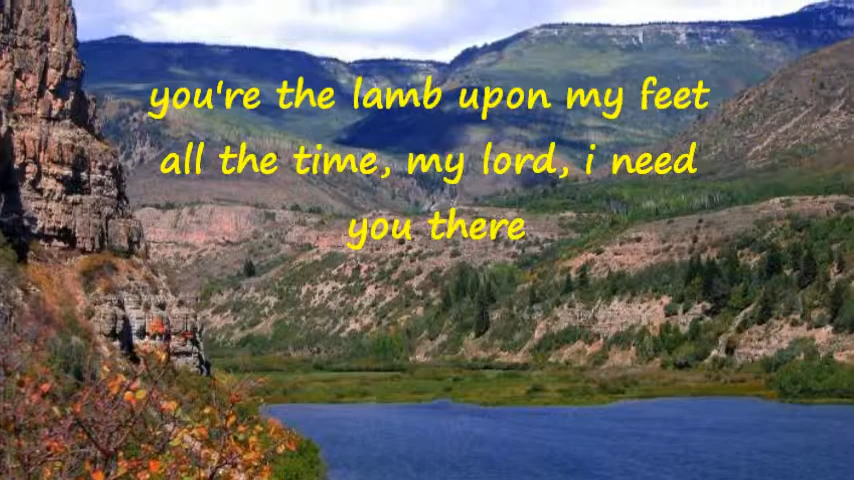 you're the lamb upon my feet
all the time, my lord, i need
you there